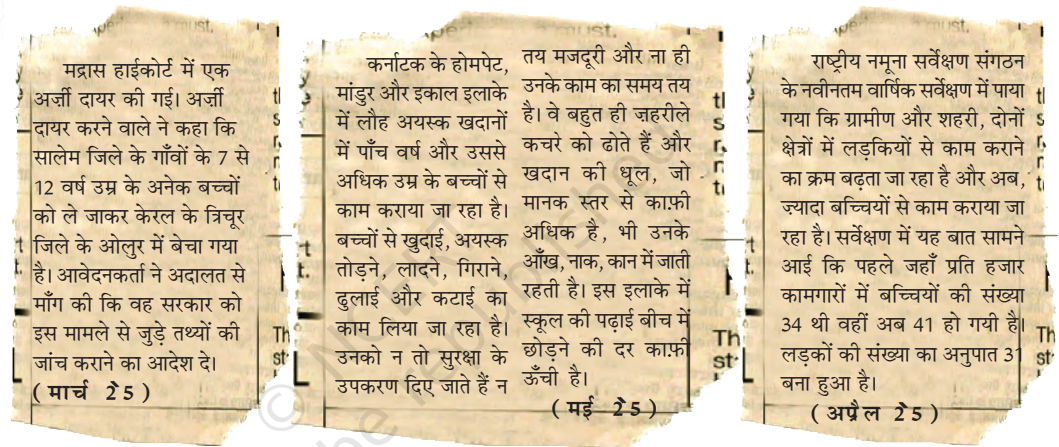 मद्रास हाईकोर्ट में एक
अर्ज़ी दायर की गई। अर्ज़ी
दायर करने वाले ने कहा कि
सालेम जिले के गाँवों के 7 से
12 वर्ष उम्र के अनेक बच्चों
को ले जाकर केरल के त्रिचूर
जिले के ओलुर में बेचा गया
है। आवेदनकर्ता ने अदालत से
माँग की कि वह सरकार को
इस मामले से जुड़े तथ्यों की
जांच कराने का आदेश दे।
( मार्च 25 )
कर्नाटक के होमपेट,
मांडुर और इकाल इलाके
में लौह अयस्क खदानों
में पाँच वर्ष और उससे
अधिक उम्र के बच्चों से
काम कराया जा रहा है।
बच्चों से खुदाई, अयस्क
तोड़ने, लादने, गिराने,
ढुलाई और कटाई का
काम लिया जा रहा है।
उनको न तो सुरक्षा के
उपकरण दिए जाते हैं न
तय मजदूरी और ना ही
उनके काम का समय तय
है। वे बहुत ही ज़हरीले
कचरे को ढोते हैं और
खदान की धूल, जो
मानक स्तर से काफ़ी
अधिक है, भी उनके
आँख, नाक, कान में जाती
रहती है। इस इलाके में
स्कूल की पढ़ाई बीच में
छोड़ने की दर काफ़ी
ऊँची है।
( मई 25 )
राष्ट्रीय नमूना सर्वेक्षण संगठन
के नवीनतम वार्षिक सर्वेक्षण में पाया
गया कि ग्रामीण और शहरी, दोनों
क्षेत्रों में लड़कियों से काम कराने
का क्रम बढ़ता जा रहा है और अब,
ज़्यादा बच्चियों से काम कराया जा
रहा है। सर्वेक्षण में यह बात सामने
आई कि पहले जहाँ प्रति हजार
कामगारों में बच्चियों की संख्या
34 थी वहीं अब 41 हो गयी है।
लड़कों की संख्या का अनुपात 31
बना हुआ है।
( अप्रैल 25 )